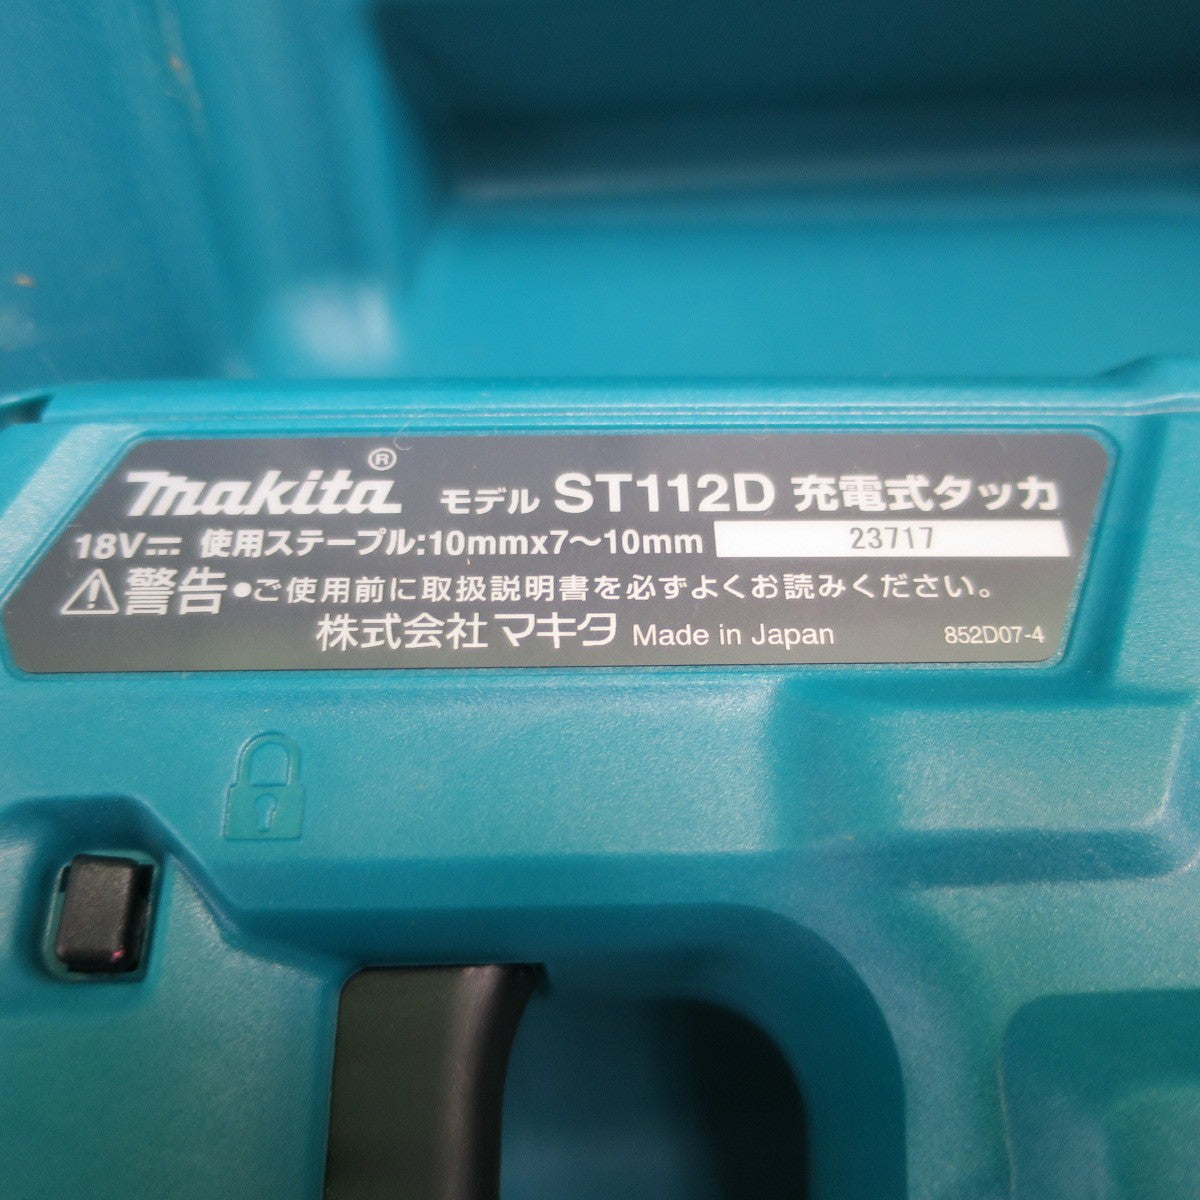 makita® モデル ST112D 充電式タッカ
18V⎓ 使用ステープル:10mmx7〜10mm 23717
⚠警告 ●ご使用前に取扱説明書を必ずよくお読みください。
株式会社マキタ Made in Japan 852D07-4